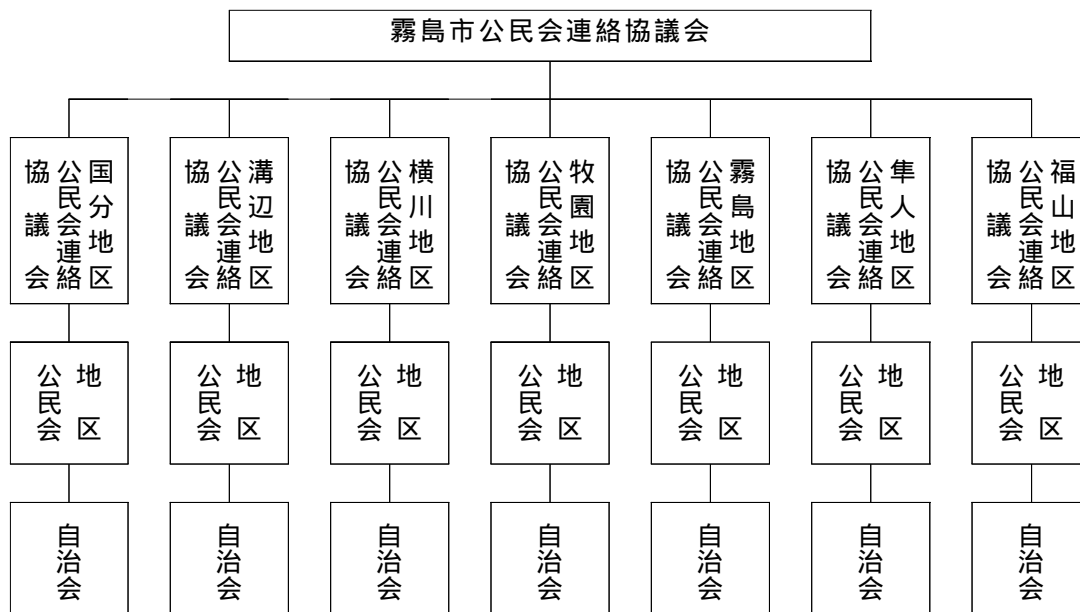 霧島市公民会連絡協議会
国分地区
公民会連絡
協議会
溝辺地区
公民会連絡
協議会
横川地区
公民会連絡
協議会
牧園地区
公民会連絡
協議会
霧島地区
公民会連絡
協議会
隼人地区
公民会連絡
協議会
福山地区
公民会連絡
協議会
地区
公民会
地区
公民会
地区
公民会
地区
公民会
地区
公民会
地区
公民会
地区
公民会
自治会
自治会
自治会
自治会
自治会
自治会
自治会